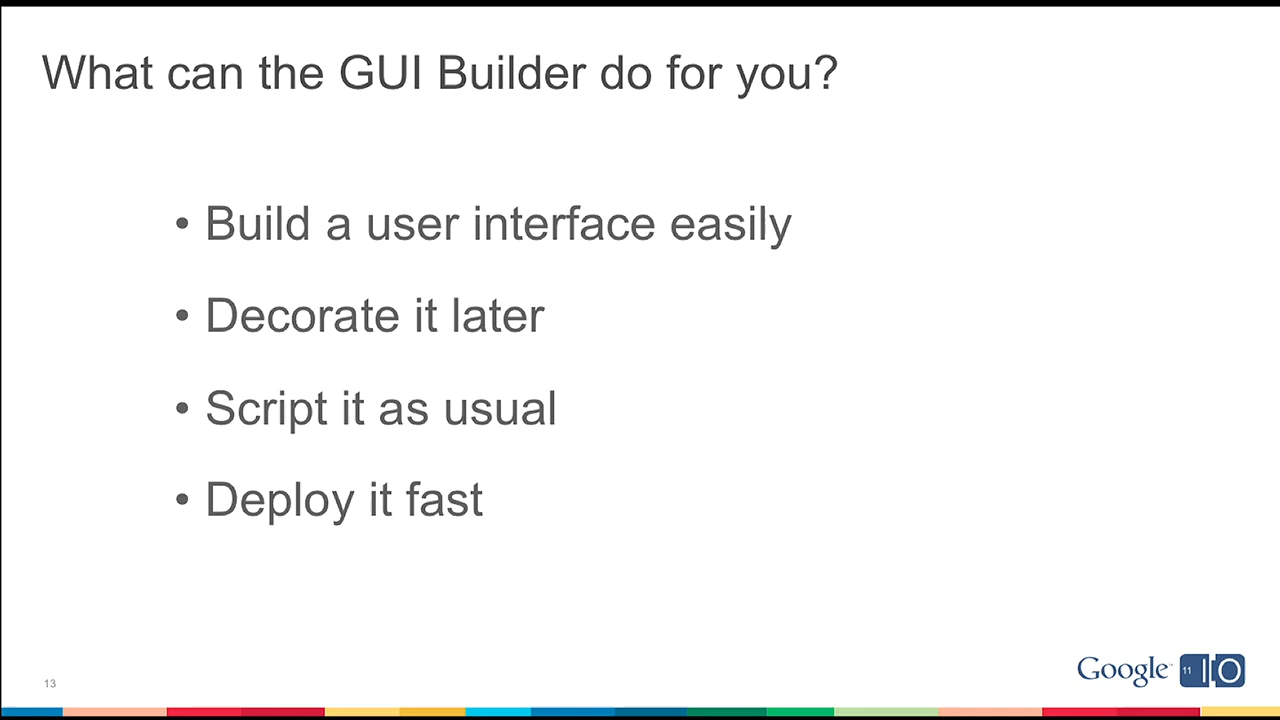 What can the GUI Builder do for you?
• Build a user interface easily
• Decorate it later
• Script it as usual
• Deploy it fast
13
Google 11 IO